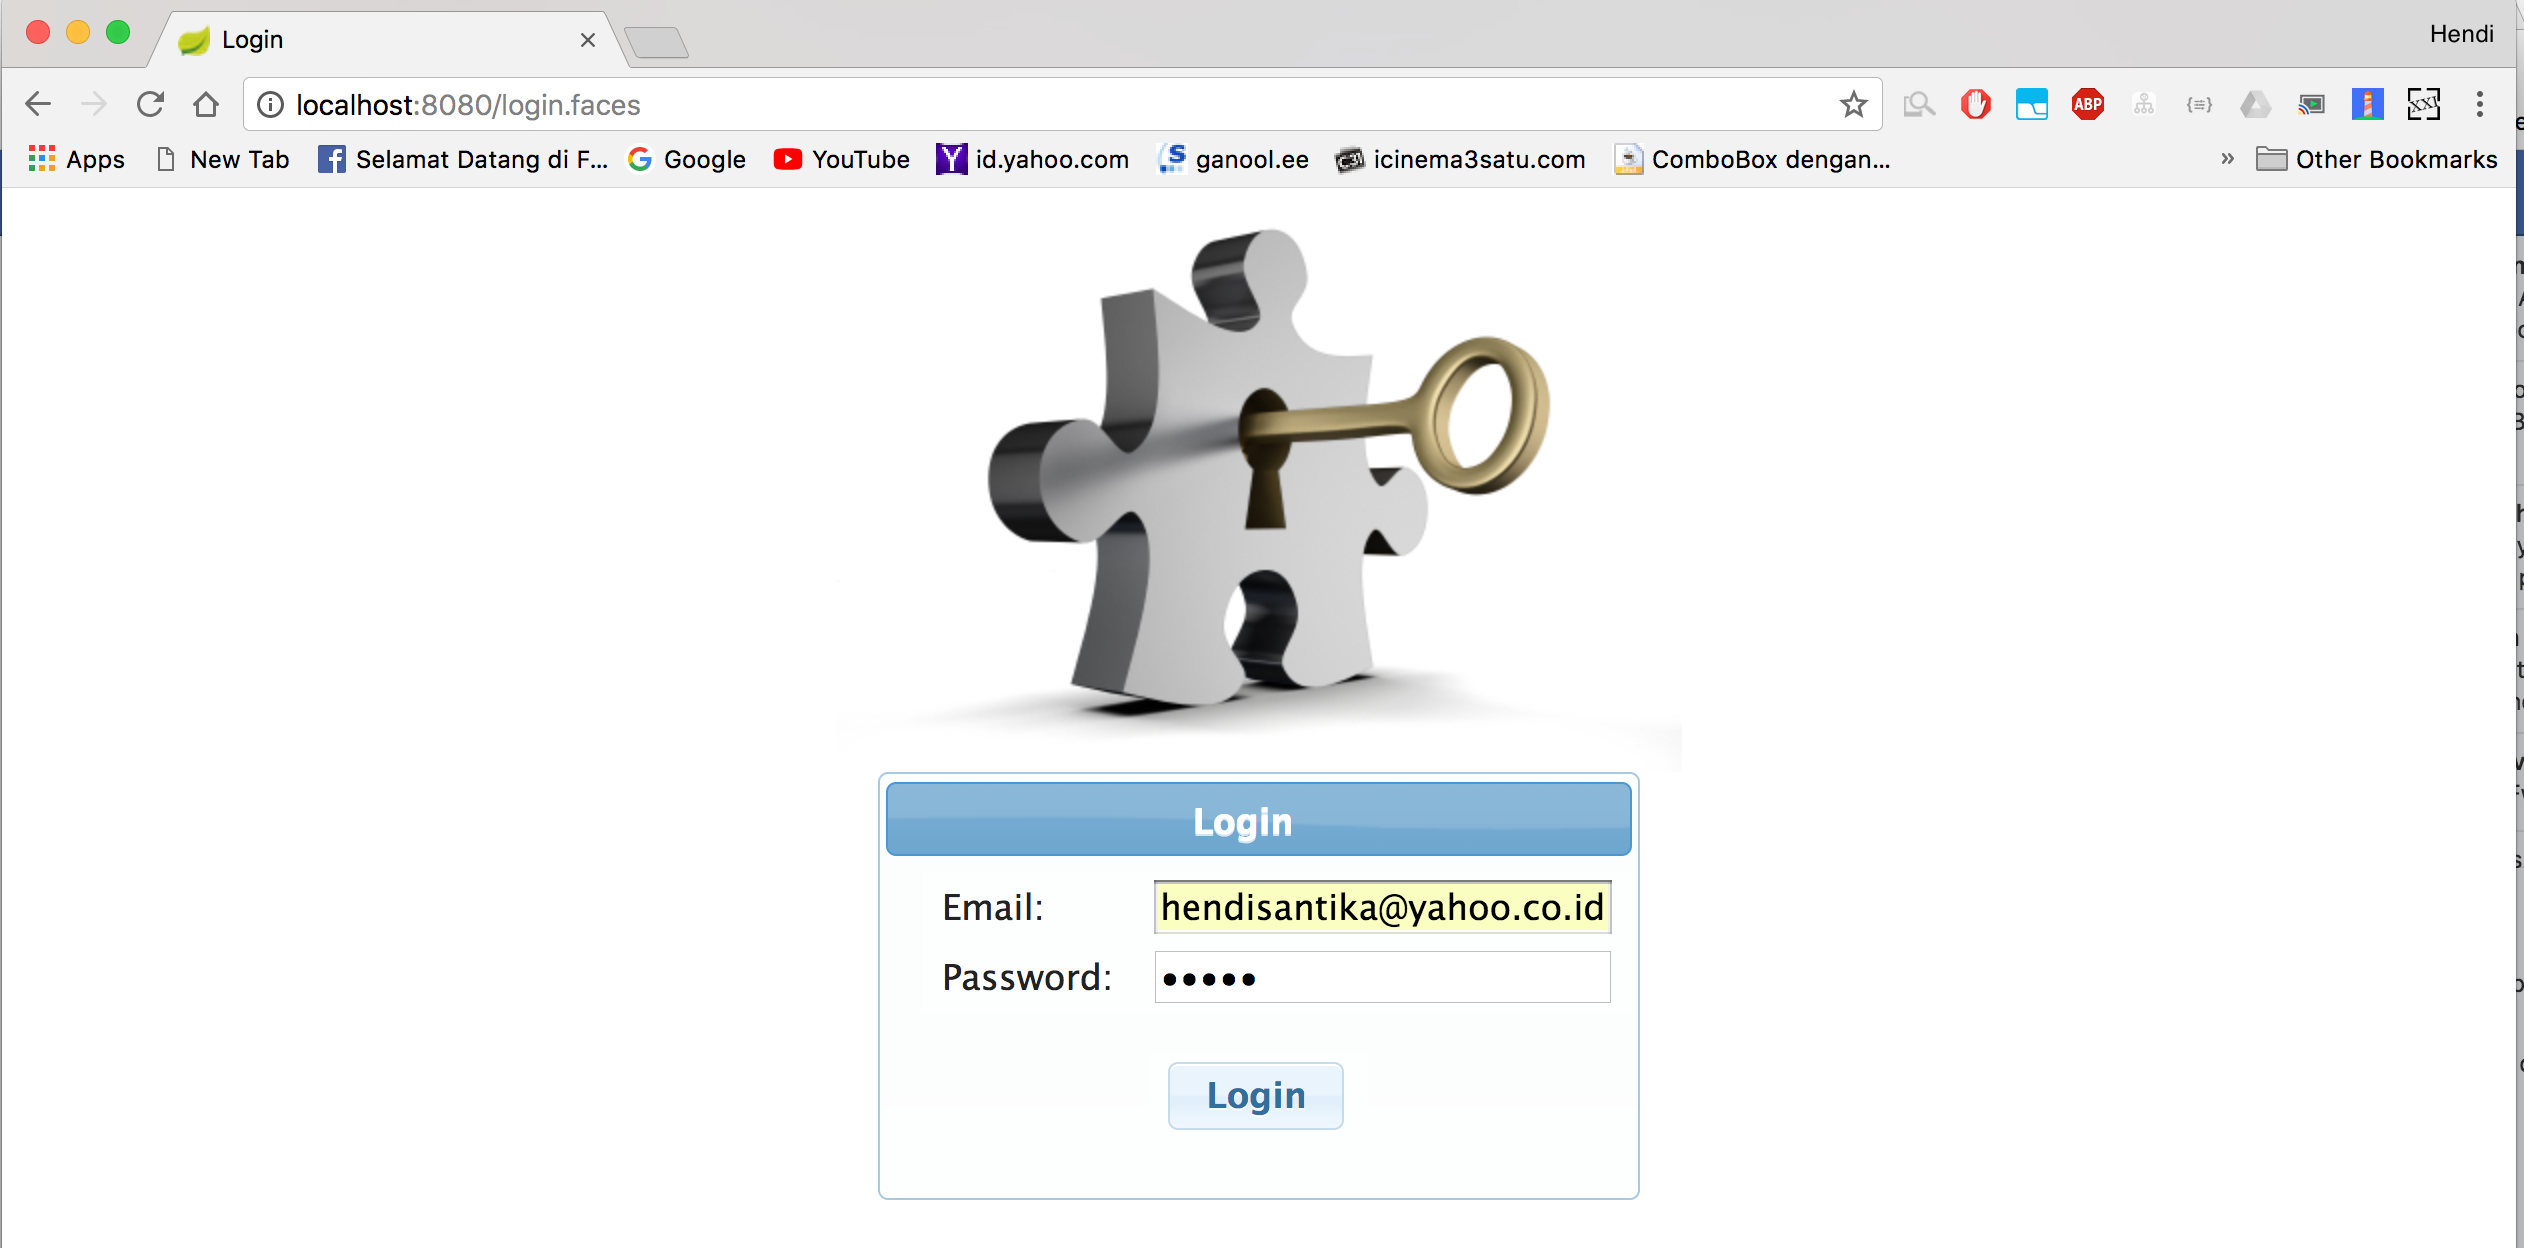 Login
Hendi
localhost:8080/login.faces
ABP {≡} XXI
Apps New Tab Selamat Datang di F... Google YouTube id.yahoo.com ganool.ee icinema3satu.com ComboBox dengan... » Other Bookmarks
Login
Email: hendisantika@yahoo.co.id
Password: •••••
Login